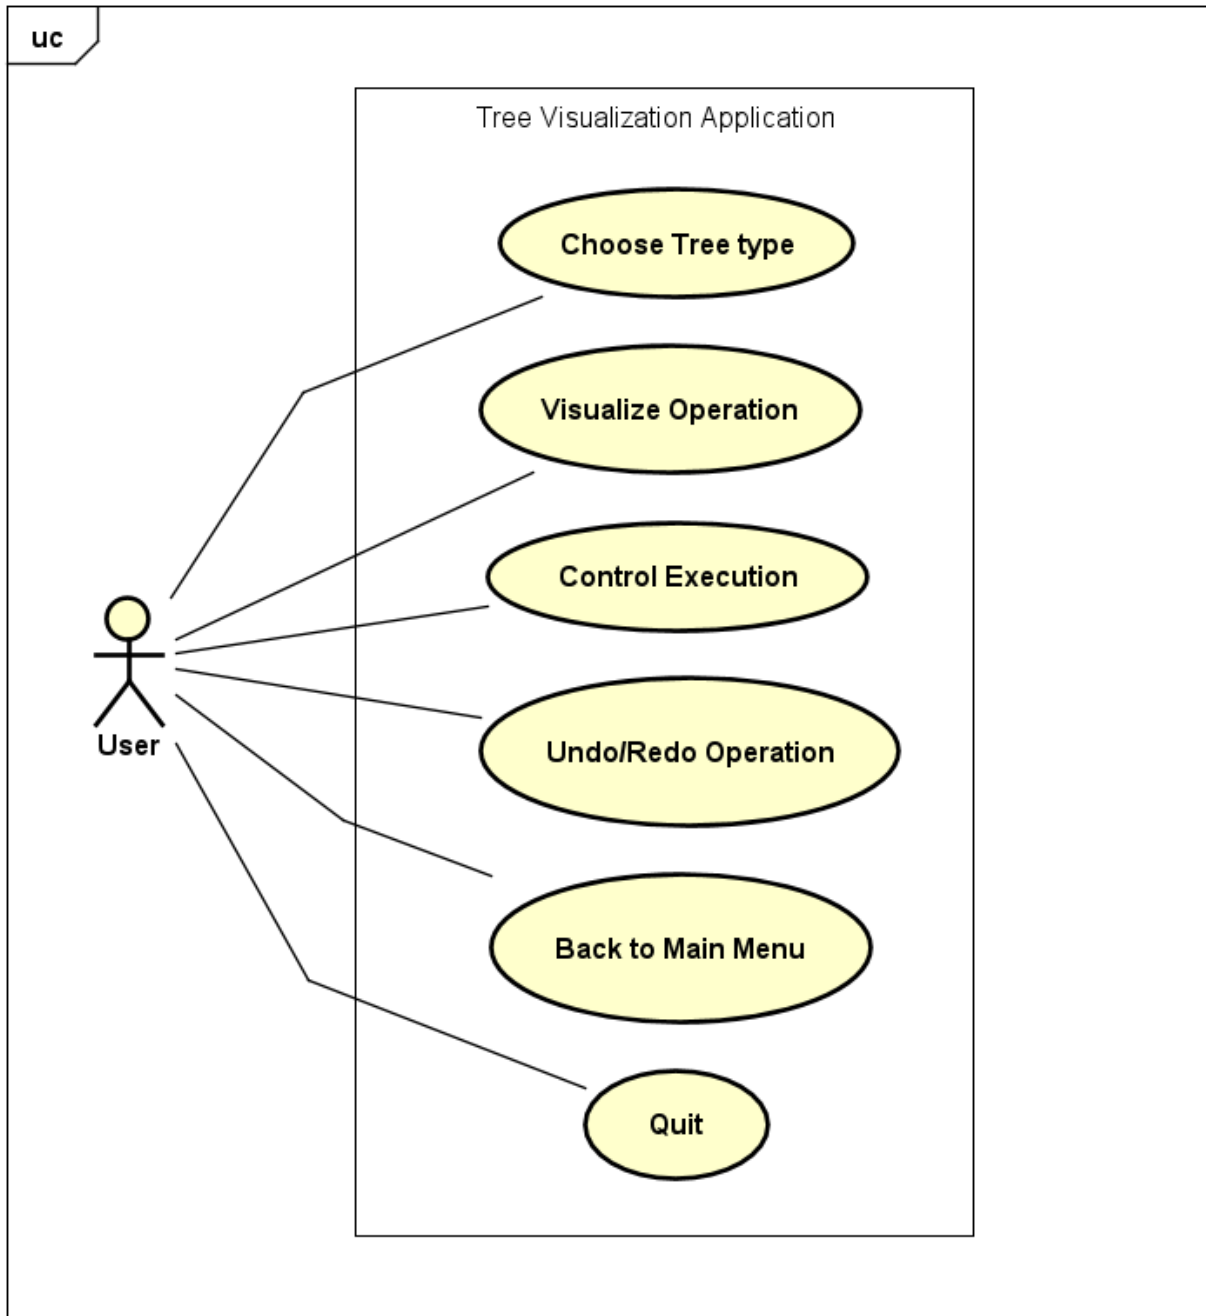 uc
Tree Visualization Application
Choose Tree type
Visualize Operation
Control Execution
Undo/Redo Operation
User
Back to Main Menu
Quit